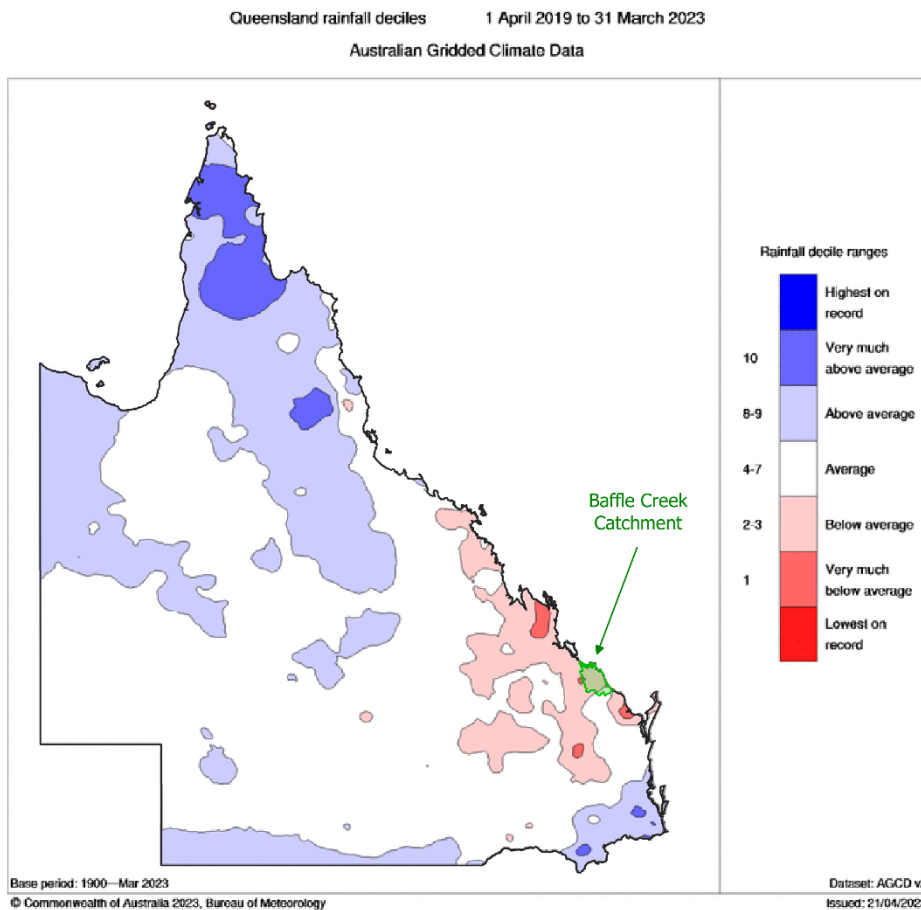 Queensland rainfall deciles 1 April 2019 to 31 March 2023
Australian Gridded Climate Data
Rainfall decile ranges
Highest on
record
10 Very much
above average
8-9 Above average
4-7 Average
2-3 Below average
1 Very much
below average
Lowest on
record
Baffle Creek
Catchment
Base period: 1900—Mar 2023
Dataset: AGCD v
© Commonwealth of Australia 2023, Bureau of Meteorology
Issued: 21/04/202